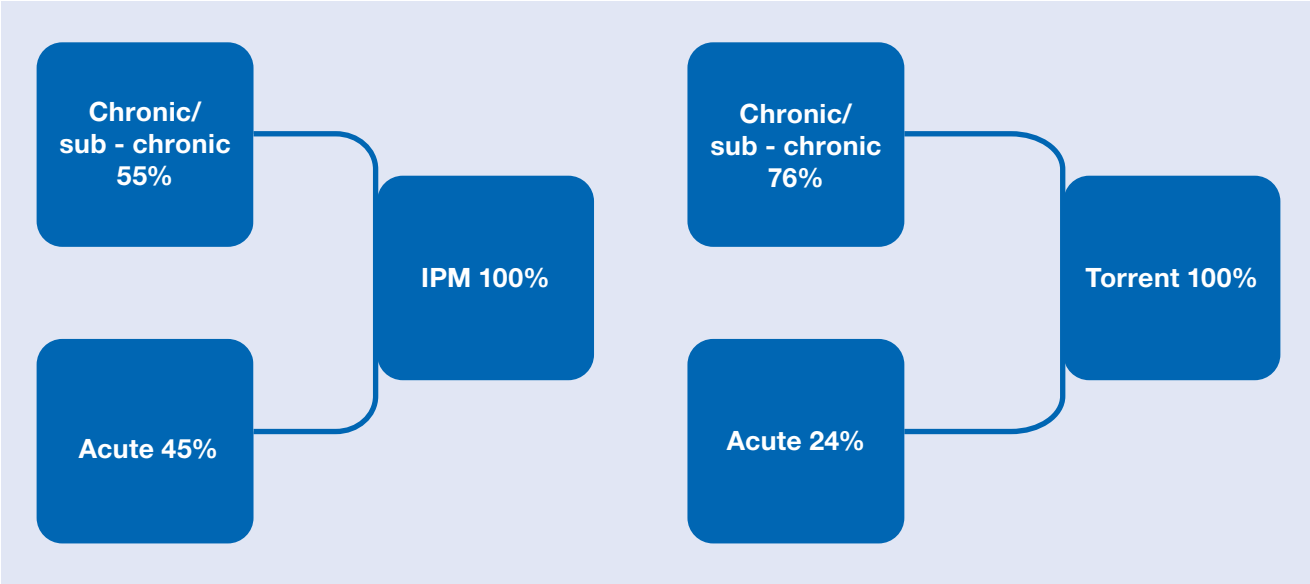 Chronic/
sub - chronic
55%
IPM 100%
Acute 45%
Chronic/
sub - chronic
76%
Torrent 100%
Acute 24%